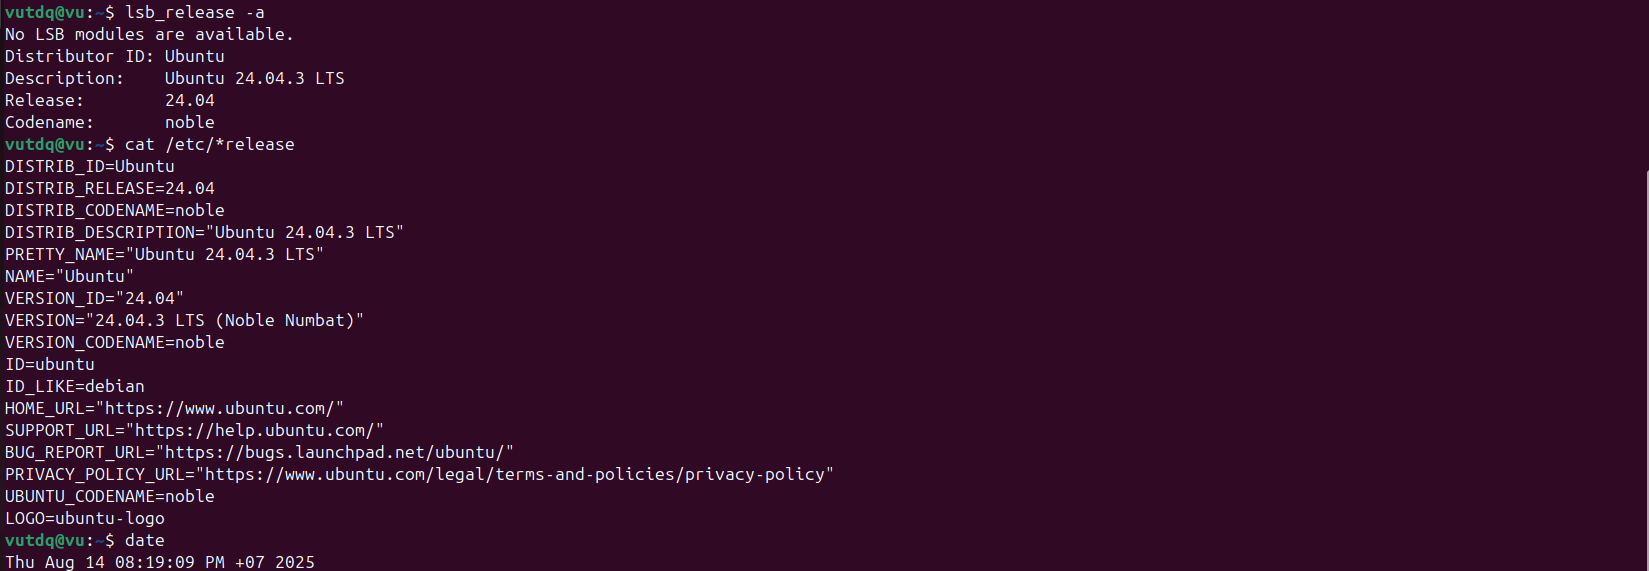 vutdq@vu:~$ lsb_release -a
No LSB modules are available.
Distributor ID: Ubuntu
Description:    Ubuntu 24.04.3 LTS
Release:        24.04
Codename:       noble
vutdq@vu:~$ cat /etc/*release
DISTRIB_ID=Ubuntu
DISTRIB_RELEASE=24.04
DISTRIB_CODENAME=noble
DISTRIB_DESCRIPTION="Ubuntu 24.04.3 LTS"
PRETTY_NAME="Ubuntu 24.04.3 LTS"
NAME="Ubuntu"
VERSION_ID="24.04"
VERSION="24.04.3 LTS (Noble Numbat)"
VERSION_CODENAME=noble
ID=ubuntu
ID_LIKE=debian
HOME_URL="https://www.ubuntu.com/"
SUPPORT_URL="https://help.ubuntu.com/"
BUG_REPORT_URL="https://bugs.launchpad.net/ubuntu/"
PRIVACY_POLICY_URL="https://www.ubuntu.com/legal/terms-and-policies/privacy-policy"
UBUNTU_CODENAME=noble
LOGO=ubuntu-logo
vutdq@vu:~$ date
Thu Aug 14 08:19:09 PM +07 2025